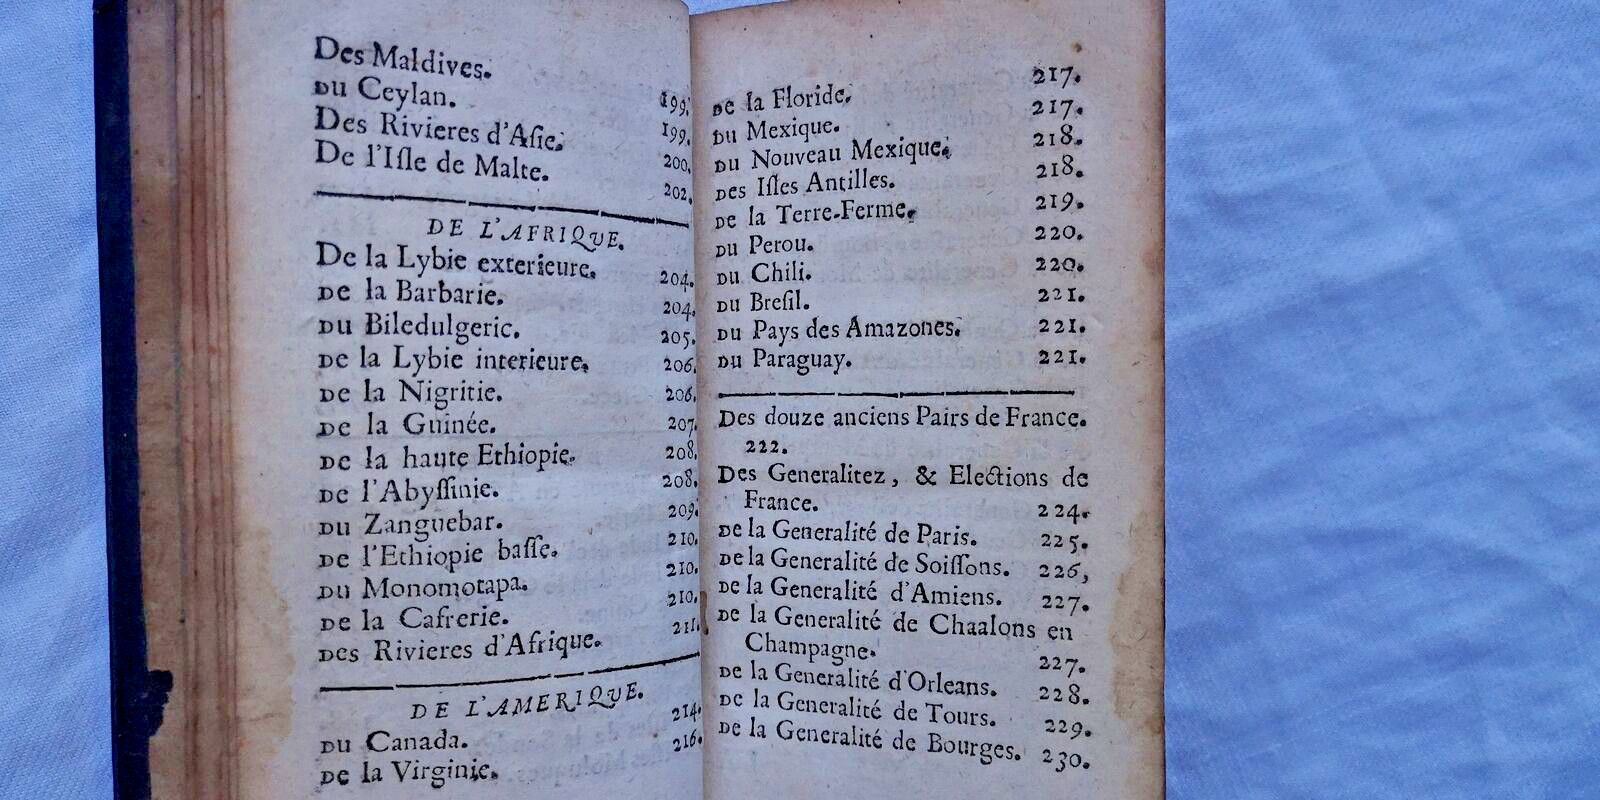 Des Maldives. 199.
Du Ceylan. 199.
Des Rivieres d'Aſie. 200.
De l'Iſle de Malte. 202.
DE L'AFRIQUE.
De la Lybie exterieure. 204.
De la Barbarie. 204.
Du Biledulgeric. 205.
De la Lybie interieure. 206.
De la Nigritie. 206.
De la Guinée. 207.
De la haute Ethiopie. 208.
De l'Abyſſinie. 208.
Du Zanguebar. 209.
De l'Ethiopie baſſe. 210.
Du Monomotapa. 210.
De la Cafrerie. 210.
Des Rivieres d'Afrique. 211.
DE L'AMERIQUE.
Du Canada. 214.
De la Virginie. 216.
De la Floride. 217.
Du Mexique. 217.
Du Nouveau Mexique. 218.
Des Iſles Antilles. 218.
De la Terre-Ferme. 219.
Du Perou. 220.
Du Chili. 220.
Du Breſil. 221.
Du Pays des Amazones. 221.
Du Paraguay. 221.
Des douze anciens Pairs de France.
222.
Des Generalitez, & Elections de
France. 224.
De la Generalité de Paris. 225.
De la Generalité de Soiſſons. 226,
De la Generalité d'Amiens. 227.
De la Generalité de Chaalons en
Champagne. 227.
De la Generalité d'Orleans. 228.
De la Generalité de Tours. 229.
De la Generalité de Bourges. 230.